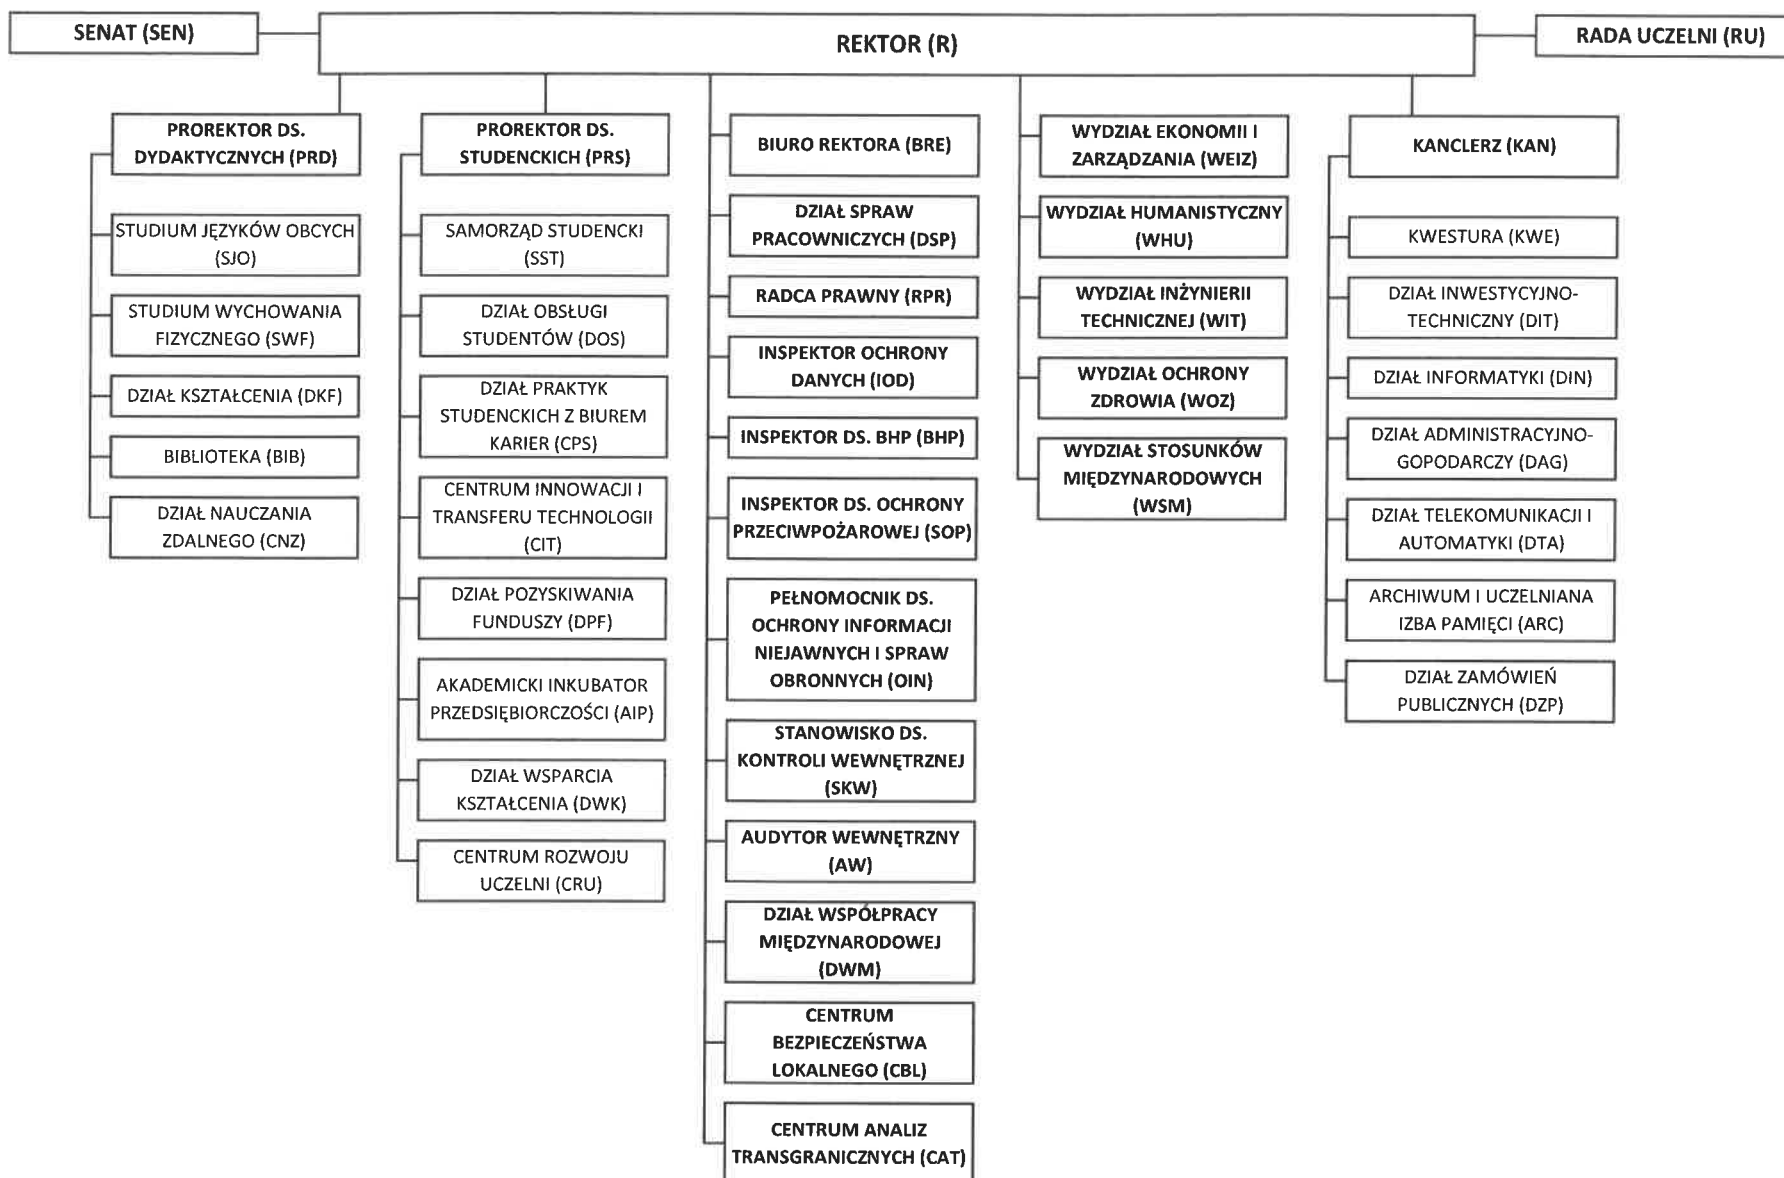 SENAT (SEN)
REKTOR (R)
RADA UCZELNI (RU)
PROREKTOR DS.
DYDAKTYCZNYCH (PRD)
STUDIUM JĘZYKÓW OBCYCH
(SJO)
STUDIUM WYCHOWANIA
FIZYCZNEGO (SWF)
DZIAŁ KSZTAŁCENIA (DKF)
BIBLIOTEKA (BIB)
DZIAŁ NAUCZANIA
ZDALNEGO (CNZ)
PROREKTOR DS.
STUDENCKICH (PRS)
SAMORZĄD STUDENCKI
(SST)
DZIAŁ OBSŁUGI
STUDENTÓW (DOS)
DZIAŁ PRAKTYK
STUDENCKICH Z BIUREM
KARIER (CPS)
CENTRUM INNOWACJI I
TRANSFERU TECHNOLOGII
(CIT)
DZIAŁ POZYSKIWANIA
FUNDUSZY (DPF)
AKADEMICKI INKUBATOR
PRZEDSIĘBIORCZOŚCI (AIP)
DZIAŁ WSPARCIA
KSZTAŁCENIA (DWK)
CENTRUM ROZWOJU
UCZELNI (CRU)
BIURO REKTORA (BRE)
DZIAŁ SPRAW
PRACOWNICZYCH (DSP)
RADCA PRAWNY (RPR)
INSPEKTOR OCHRONY
DANYCH (IOD)
INSPEKTOR DS. BHP (BHP)
INSPEKTOR DS. OCHRONY
PRZECIWPOŻAROWEJ (SOP)
PEŁNOMOCNIK DS.
OCHRONY INFORMACJI
NIEJAWNYCH I SPRAW
OBRONNYCH (OIN)
STANOWISKO DS.
KONTROLI WEWNĘTRZNEJ
(SKW)
AUDYTOR WEWNĘTRZNY
(AW)
DZIAŁ WSPÓŁPRACY
MIĘDZYNARODOWEJ
(DWM)
CENTRUM
BEZPIECZEŃSTWA
LOKALNEGO (CBL)
CENTRUM ANALIZ
TRANSGRANICZNYCH (CAT)
WYDZIAŁ EKONOMII I
ZARZĄDZANIA (WEIZ)
WYDZIAŁ HUMANISTYCZNY
(WHU)
WYDZIAŁ INŻYNIERII
TECHNICZNEJ (WIT)
WYDZIAŁ OCHRONY
ZDROWIA (WOZ)
WYDZIAŁ STOSUNKÓW
MIĘDZYNARODOWYCH
(WSM)
KANCLERZ (KAN)
KWESTURA (KWE)
DZIAŁ INWESTYCYJNO-
TECHNICZNY (DIT)
DZIAŁ INFORMATYKI (DIN)
DZIAŁ ADMINISTRACYJNO-
GOPODARCZY (DAG)
DZIAŁ TELEKOMUNIKACJI I
AUTOMATYKI (DTA)
ARCHIWUM I UCZELNIANA
IZBA PAMIĘCI (ARC)
DZIAŁ ZAMÓWIEŃ
PUBLICZNYCH (DZP)